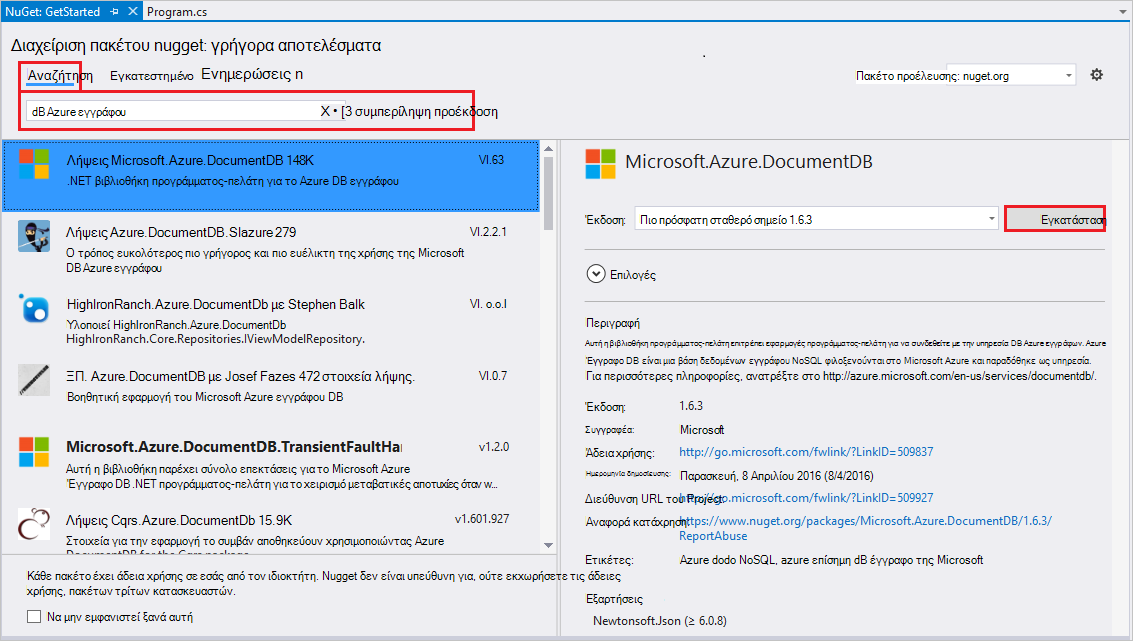 NuGet: GetStarted
Program.cs
Διαχείριση πακέτου nugget: γρήγορα αποτελέσματα
Αναζήτηση Εγκατεστημένο Ενημερώσεις n
Πακέτο προέλευσης: nuget.org
dB Azure εγγράφου X • [3 συμπερίληψη προέκδοση
Λήψεις Microsoft.Azure.DocumentDB 148K VI.63
.NET βιβλιοθήκη προγράμματος-πελάτη για το Azure DB εγγράφου
Λήψεις Azure.DocumentDB.Slazure 279 VI.2.2.1
Ο τρόπος ευκολότερος πιο γρήγορος και πιο ευέλικτη της χρήσης της Microsoft
DB Azure εγγράφου
HighIronRanch.Azure.DocumentDb με Stephen Balk VI. o.o.l
Υλοποιεί HighIronRanch.Azure.DocumentDb
HighIronRanch.Core.Repositories.IViewModelRepository.
ΞΠ. Azure.DocumentDB με Josef Fazes 472 στοιχεία λήψης. VI.0.7
Βοηθητική εφαρμογή του Microsoft Azure εγγράφου DB
Microsoft.Azure.DocumentDB.TransientFaultHa v1.2.0
Αυτή η βιβλιοθήκη παρέχει σύνολο επεκτάσεις για το Microsoft Azure
Έγγραφο DB .NET προγράμματος-πελάτη για το χειρισμό μεταβατικές αποτυχίες όταν w...
Λήψεις Cqrs.Azure.DocumentDb 15.9K v1.601.927
Στοιχεία για την εφαρμογή το συμβάν αποθηκεύουν χρησιμοποιώντας Azure
DocumentDB for the Cqrs package
Κάθε πακέτο έχει άδεια χρήσης σε εσάς από τον ιδιοκτήτη. Nugget δεν είναι υπεύθυνη για, ούτε εκχωρήσετε τις άδειες
χρήσης, πακέτων τρίτων κατασκευαστών.
Να μην εμφανιστεί ξανά αυτή
Microsoft.Azure.DocumentDB
Έκδοση: Πιο πρόσφατη σταθερό σημείο 1.6.3 Εγκατάσταση
Επιλογές
Περιγραφή
Αυτή η βιβλιοθήκη προγράμματος-πελάτη επιτρέπει εφαρμογές προγράμματος-πελάτη για να συνδεθείτε με την υπηρεσία DB Azure εγγράφων. Azure
Έγγραφο DB είναι μια βάση δεδομένων εγγράφου NoSQL φιλοξενούνται στο Microsoft Azure και παραδόθηκε ως υπηρεσία.
Για περισσότερες πληροφορίες, ανατρέξτε στο http://azure.microsoft.com/en-us/services/documentdb/.
Έκδοση: 1.6.3
Συγγραφέα: Microsoft
Άδεια χρήσης: http://go.microsoft.com/fwlink/?LinkID=509837
Ημερομηνία δημοσίευσης: Παρασκευή, 8 Απριλίου 2016 (8/4/2016)
Διεύθυνση URL του Project: http://go.microsoft.com/fwlink/?LinkID=509927
Αναφορά κατάχρηση: https://www.nuget.org/packages/Microsoft.Azure.DocumentDB/1.6.3/
ReportAbuse
Ετικέτες: Azure dodo NoSQL, azure επίσημη dB έγγραφο της Microsoft
Εξαρτήσεις
Newtonsoft.Json (≥ 6.0.8)